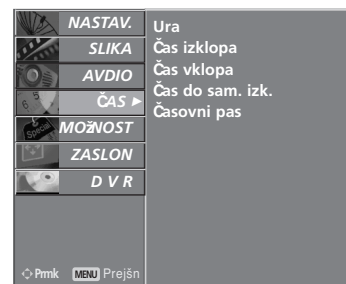 NASTAV.
SLIKA
AVDIO
ČAS ►
MOŽNOST
ZASLON
D V R
Ura
Čas izklopa
Čas vklopa
Čas do sam. izk.
Časovni pas
Prmk MENU Prejšn